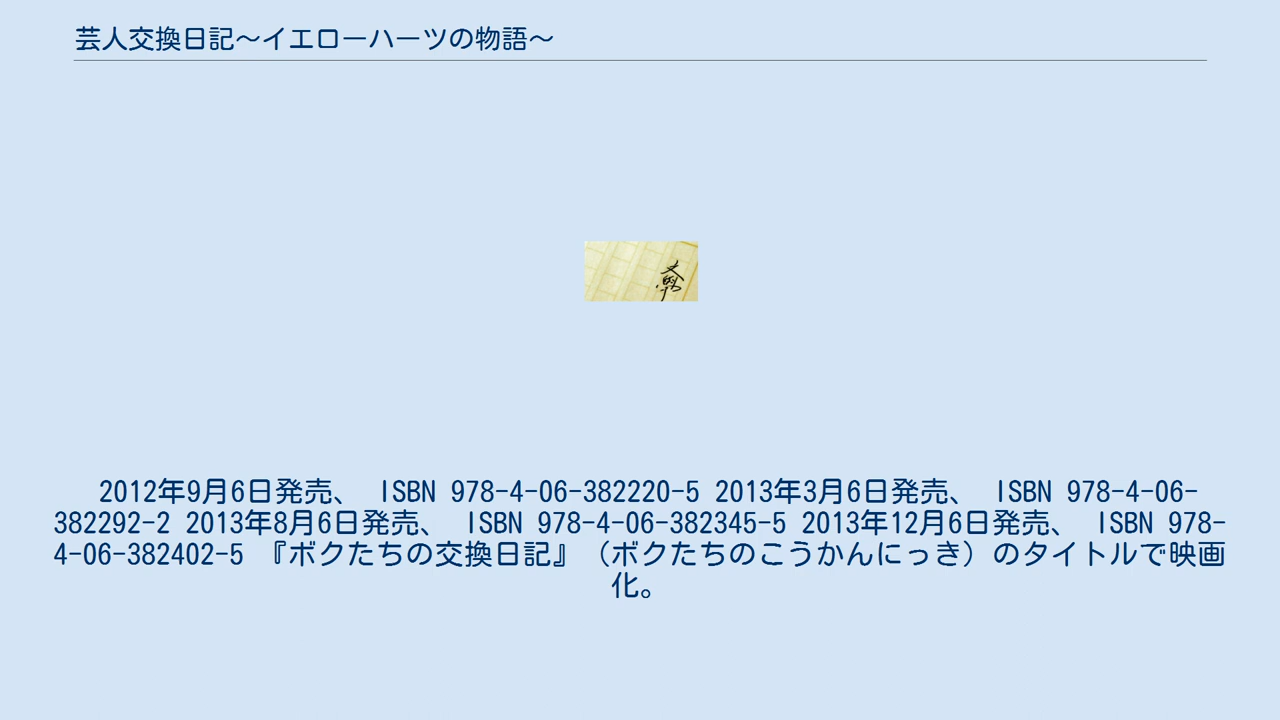 芸人交換日記〜イエローハーツの物語〜
2012年9月6日発売、 ISBN 978-4-06-382220-5 2013年3月6日発売、 ISBN 978-4-06-
382292-2 2013年8月6日発売、 ISBN 978-4-06-382345-5 2013年12月6日発売、 ISBN 978-
4-06-382402-5 『ボクたちの交換日記』（ボクたちのこうかんにっき）のタイトルで映画
化。